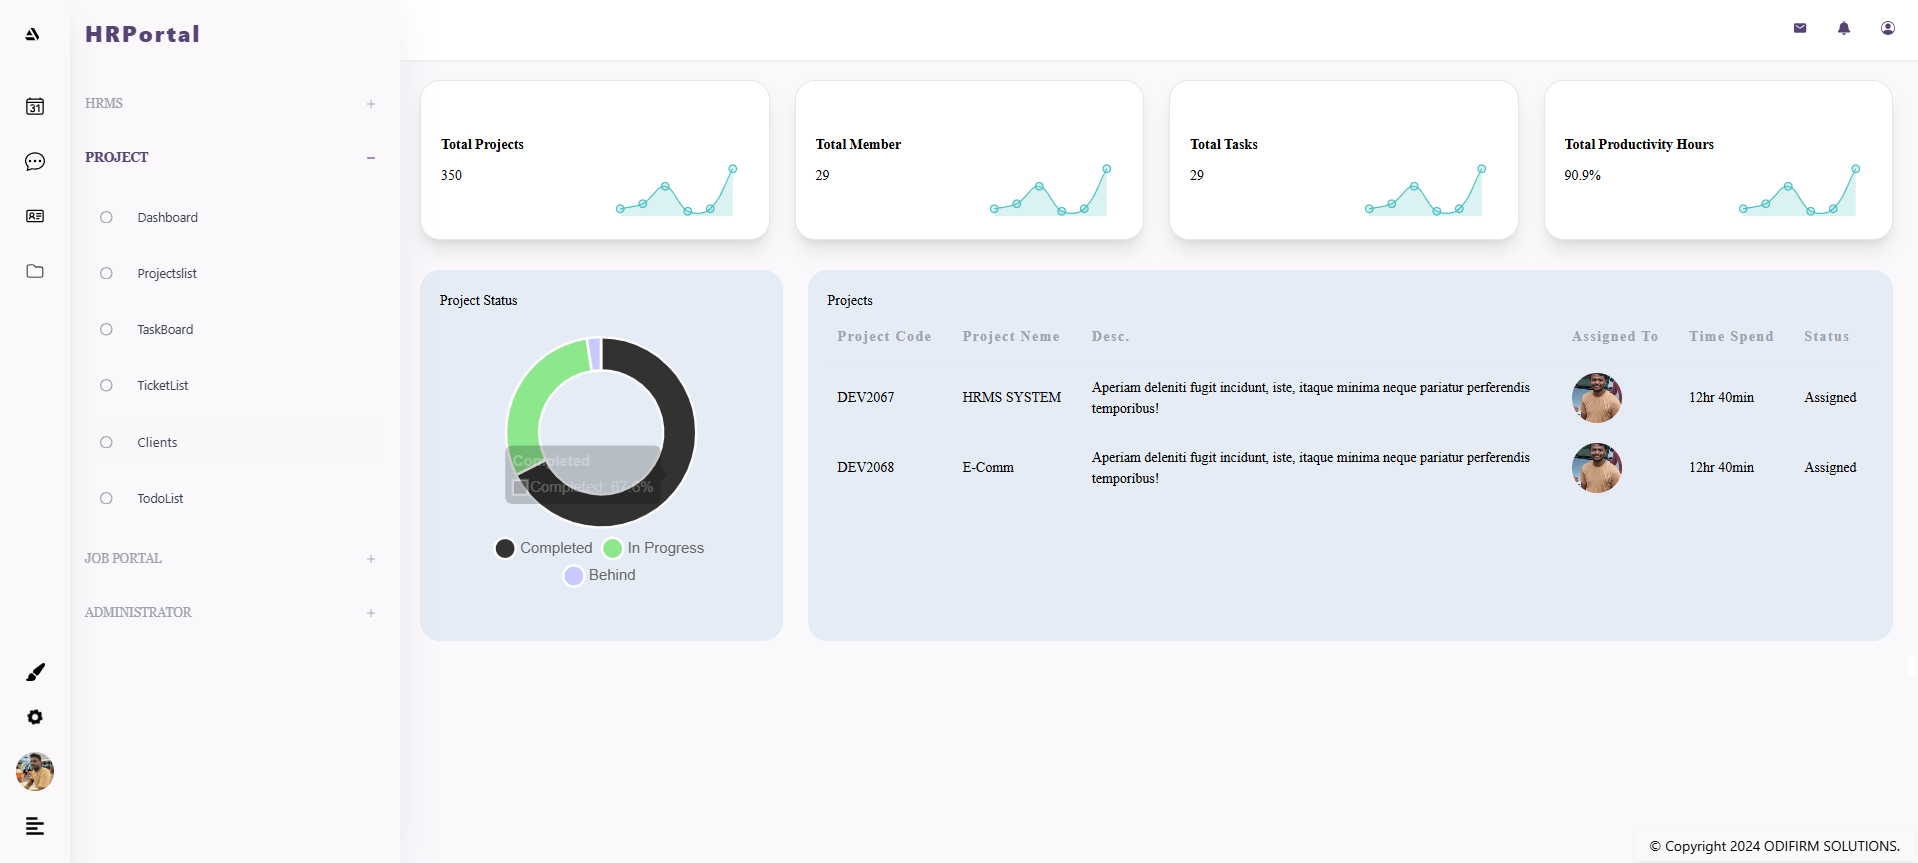 HRPortal
31
HRMS
PROJECT
Dashboard
Projectslist
TaskBoard
TicketList
Clients
TodoList
JOB PORTAL
ADMINISTRATOR
Total Projects
350
Total Member
29
Total Tasks
29
Total Productivity Hours
90.9%
Project Status
Completed
Completed: 67.6%
Completed
In Progress
Behind
Projects
Project Code Project Neme Desc. Assigned To Time Spend Status
DEV2067 HRMS SYSTEM Aperiam deleniti fugit incidunt, iste, itaque minima neque pariatur perferendis
temporibus! 12hr 40min Assigned
DEV2068 E-Comm Aperiam deleniti fugit incidunt, iste, itaque minima neque pariatur perferendis
temporibus! 12hr 40min Assigned
© Copyright 2024 ODIFIRM SOLUTIONS.